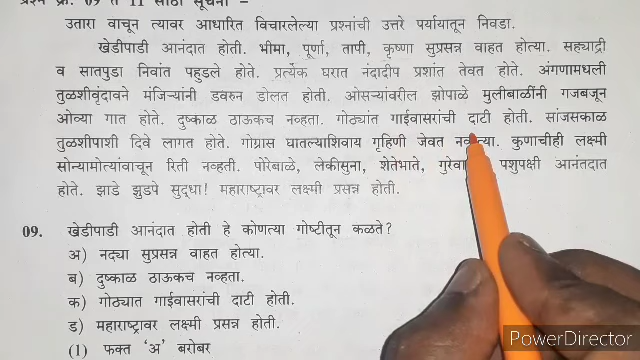 प्रश्न क्र. 09 ते 11 साठी सूचना –
उतारा वाचून त्यावर आधारित विचारलेल्या प्रश्नांची उत्तरे पर्यायातून निवडा.
खेडीपाडी आनंदात होती. भीमा, पूर्णा, तापी, कृष्णा सुप्रसन्न वाहत होत्या. सह्याद्री
व सातपुडा निवांत पहुडले होते. प्रत्येक घरात नंदादीप प्रशांत तेवत होते. अंगणामधली
तुळशीवृंदावने मंजिऱ्यांनी डवरुन डोलत होती. ओसऱ्यांवरील झोपाळे मुलीबाळींनी गजबजून
ओव्या गात होते. दुष्काळ ठाऊकच नव्हता. गोठ्यांत गाईवासरांची दाटी होती. सांजसकाळ
तुळशीपाशी दिवे लागत होते. गोग्रास घातल्याशिवाय गृहिणी जेवत नव्हत्या. कुणाचीही लक्ष्मी
सोन्यामोत्यांवाचून रिती नव्हती. पोरेबाळे, लेकीसुना, शेतेभाते, पशुपक्षी आनंतदात
होते. झाडे झुडपे सुद्धा! महाराष्ट्रावर लक्ष्मी प्रसन्न होती.
09. खेडीपाडी आनंदात होती हे कोणत्या गोष्टीतून कळते?
अ) नद्या सुप्रसन्न वाहत होत्या.
ब) दुष्काळ ठाऊकच नव्हता.
क) गोठ्यात गाईवासरांची दाटी होती.
ड) महाराष्ट्रावर लक्ष्मी प्रसन्न होती.
(1) फक्त ‘अ’ बरोबर
PowerDirector